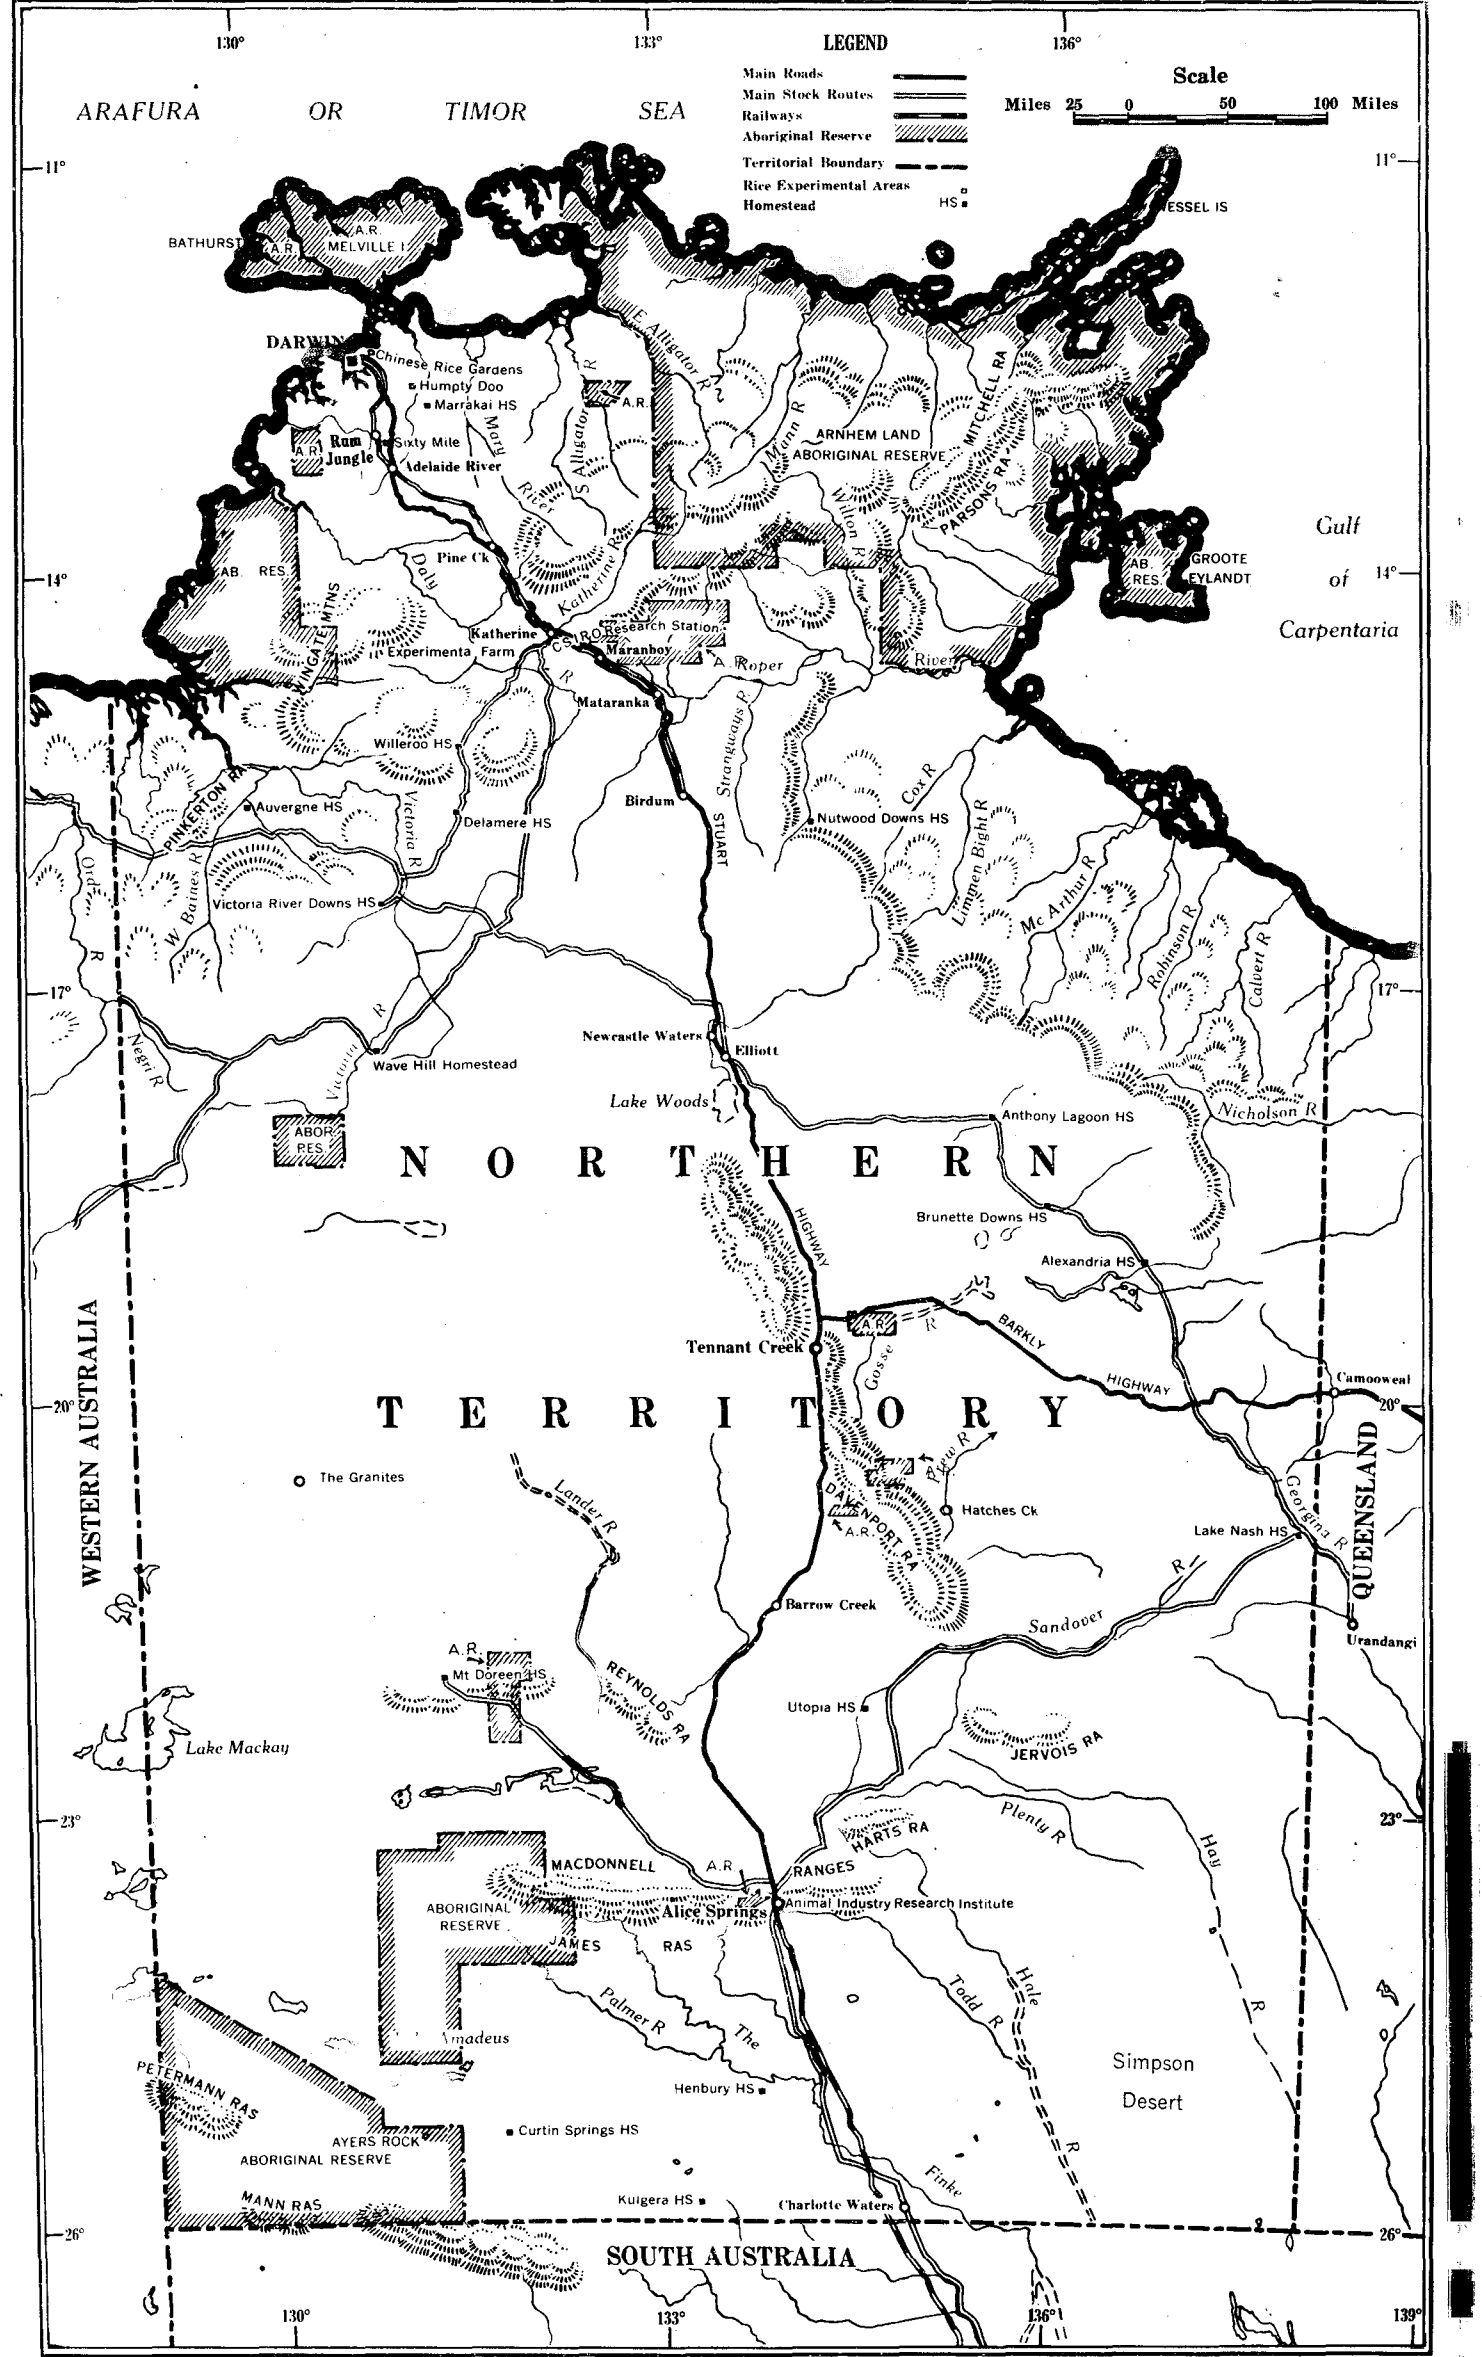 130°
133°
136°
LEGEND
Main Roads
Main Stock Routes
Railways
Aboriginal Reserve
Territorial Boundary
Rice Experimental Areas
Homestead HS
Scale
Miles 25 0 50 100 Miles
ARAFURA OR TIMOR SEA
11°
11°
BATHURST
A.R.
A.R.
MELVILLE I
ESSEL IS
DARWIN
Chinese Rice Gardens
Humpty Doo
Marrakai HS
E Alligator R
Mary River
S Alligator R
A.R.
Mann R
MITCHELL RA
ARNHEM LAND
ABORIGINAL RESERVE
PARSONS RA
Wilton R
A.R.
Rum
Jungle
Sixty Mile
Adelaide River
Gulf
of
Carpentaria
Pine Ck
Daly
Katherine R
AB. RES.
GROOTE
EYLANDT
AB.
RES.
14°
14°
WINGATE MTNS
Katherine
CSIRO Research Station
Experimenta Farm
Maranboy
A.
Roper
River
R
Mataranka
Strangways R
Willeroo HS
PINKERTON RA
Auvergne HS
Victoria R
Delamere HS
Birdum
STUART
Nutwood Downs HS
Cox R
Limmen Bight R
Mc Arthur R
Robinson R
Calvert R
Ord
R
W Baines R
Victoria River Downs HS
17°
17°
Negri R
Victoria
R
Wave Hill Homestead
Newcastle Waters
Elliott
Lake Woods
Anthony Lagoon HS
Nicholson R
ABOR
RES.
NORTHERN
Brunette Downs HS
HIGHWAY
Alexandria HS
A.R.
R
BARKLY
HIGHWAY
Tennant Creek
Gosse
Camooweal
WESTERN AUSTRALIA
20°
20°
TERRITORY
The Granites
Lander R
DAVENPORT RA
A.R.
Hatches Ck
Georgina R
QUEENSLAND
Lake Nash HS
Barrow Creek
Sandover
R
Urandangi
A.R.
Mt Doreen HS
REYNOLDS RA
Utopia HS
JERVOIS RA
Lake Mackay
23°
23°
HARTS RA
Plenty R
Hay
R
MACDONNELL
A.R
RANGES
ABORIGINAL
RESERVE
Alice Springs
Animal Industry Research Institute
JAMES RAS
Palmer R
The
Todd R
Hale
R
madeus
Simpson
Desert
PETERMANN RAS
Henbury HS
Curtin Springs HS
AYERS ROCK
ABORIGINAL RESERVE
MANN RAS
Kulgera HS
Charlotte Waters
Finke
26°
26°
SOUTH AUSTRALIA
130°
133°
136°
139°